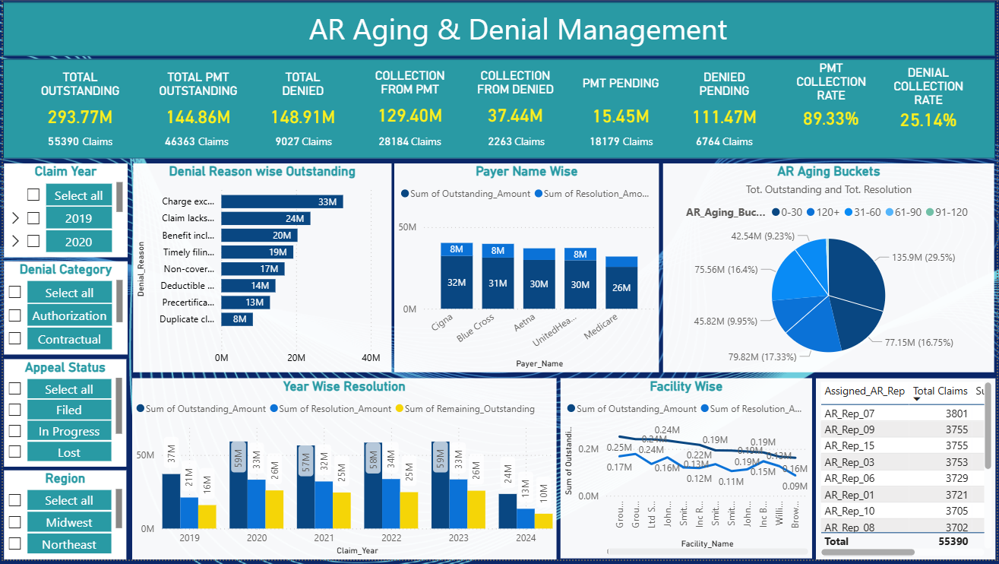 AR Aging & Denial Management
TOTAL
OUTSTANDING
293.77M
55390 Claims
TOTAL PMT
OUTSTANDING
144.86M
46363 Claims
TOTAL
DENIED
148.91M
9027 Claims
COLLECTION
FROM PMT
129.40M
28184 Claims
COLLECTION
FROM DENIED
37.44M
2263 Claims
PMT PENDING
15.45M
18179 Claims
DENIED
PENDING
111.47M
6764 Claims
PMT
COLLECTION
RATE
89.33%
DENIAL
COLLECTION
RATE
25.14%
Claim Year
Select all
2019
2020
Denial Category
Select all
Authorization
Contractual
Appeal Status
Select all
Filed
In Progress
Lost
Region
Select all
Midwest
Northeast
Denial Reason wise Outstanding
Denial_Reason
Charge exc... 33M
Claim lacks... 24M
Benefit incl... 20M
Timely filin... 19M
Non-cover... 17M
Deductible ... 14M
Precertifica... 13M
Duplicate cl... 8M
0M 20M 40M
Payer Name Wise
Sum of Outstanding_Amount Sum of Resolution_Amo...
50M
0M
8M 8M 8M
32M 31M 30M 30M 26M
Cigna Blue Cross Aetna UnitedHea... Medicare
Payer_Name
AR Aging Buckets
Tot. Outstanding and Tot. Resolution
AR_Aging_Buc... 0-30 120+ 31-60 61-90 91-120
42.54M (9.23%)
135.9M (29.5%)
75.56M (16.4%)
45.82M (9.95%)
77.15M (16.75%)
79.82M (17.33%)
Year Wise Resolution
Sum of Outstanding_Amount Sum of Resolution_Amount Sum of Remaining_Outstanding
50M
0M
37M 21M 16M
59M 33M 26M
57M 32M 25M
58M 34M 25M
59M 33M 26M
24M 13M 10M
2019 2020 2021 2022 2023 2024
Claim_Year
Facility Wise
Sum of Outstanding_Amount Sum of Resolution_A...
Sum of Outstandi...
0.2M
0.0M
0.25M 0.24M 0.24M 0.22M 0.19M 0.19M 0.19M 0.16M
0.17M 0.24M 0.16M 0.13M 0.12M 0.11M 0.19M 0.15M 0.09M
Grou... Grou... Ltd S... John... Smit... Inc R... Smit... Smit... John... Inc B... Willi... Brow...
Facility_Name
Assigned_AR_Rep Total Claims Su
AR_Rep_07 3801
AR_Rep_09 3755
AR_Rep_15 3755
AR_Rep_03 3753
AR_Rep_06 3729
AR_Rep_01 3721
AR_Rep_10 3705
AR_Rep_08 3702
Total 55390